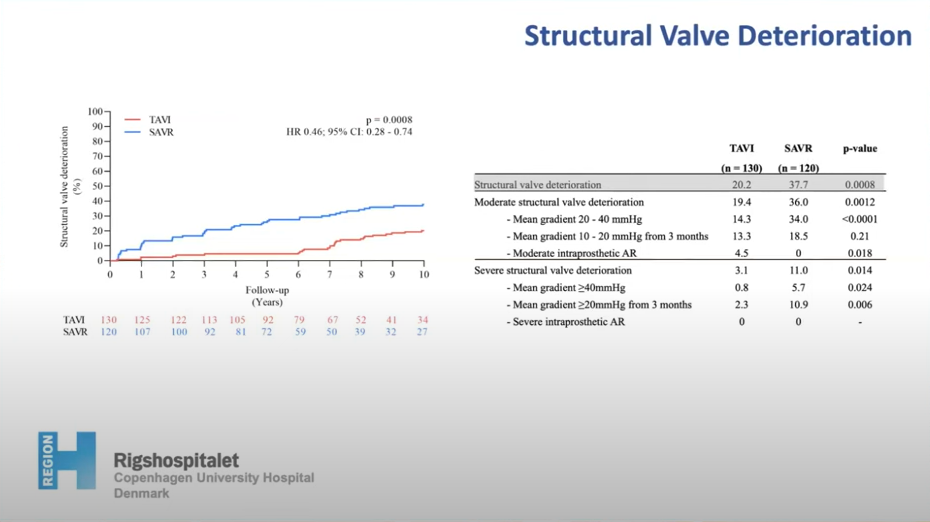 Structural Valve Deterioration
Structural valve deterioration
(%)
100
90
80
70
60
50
40
30
20
10
0
TAVI
SAVR
p = 0.0008
HR 0.46; 95% CI: 0.28 - 0.74
0 1 2 3 4 5 6 7 8 9 10
Follow-up
(Years)
TAVI 130 125 122 113 105 92 79 67 52 41 34
SAVR 120 107 100 92 81 72 59 50 39 32 27
TAVI SAVR p-value
(n = 130) (n = 120)
Structural valve deterioration 20.2 37.7 0.0008
Moderate structural valve deterioration 19.4 36.0 0.0012
- Mean gradient 20 - 40 mmHg 14.3 34.0 <0.0001
- Mean gradient 10 - 20 mmHg from 3 months 13.3 18.5 0.21
- Moderate intraprosthetic AR 4.5 0 0.018
Severe structural valve deterioration 3.1 11.0 0.014
- Mean gradient ≥40mmHg 0.8 5.7 0.024
- Mean gradient ≥20mmHg from 3 months 2.3 10.9 0.006
- Severe intraprosthetic AR 0 0 -
REGION
H
Rigshospitalet
Copenhagen University Hospital
Denmark